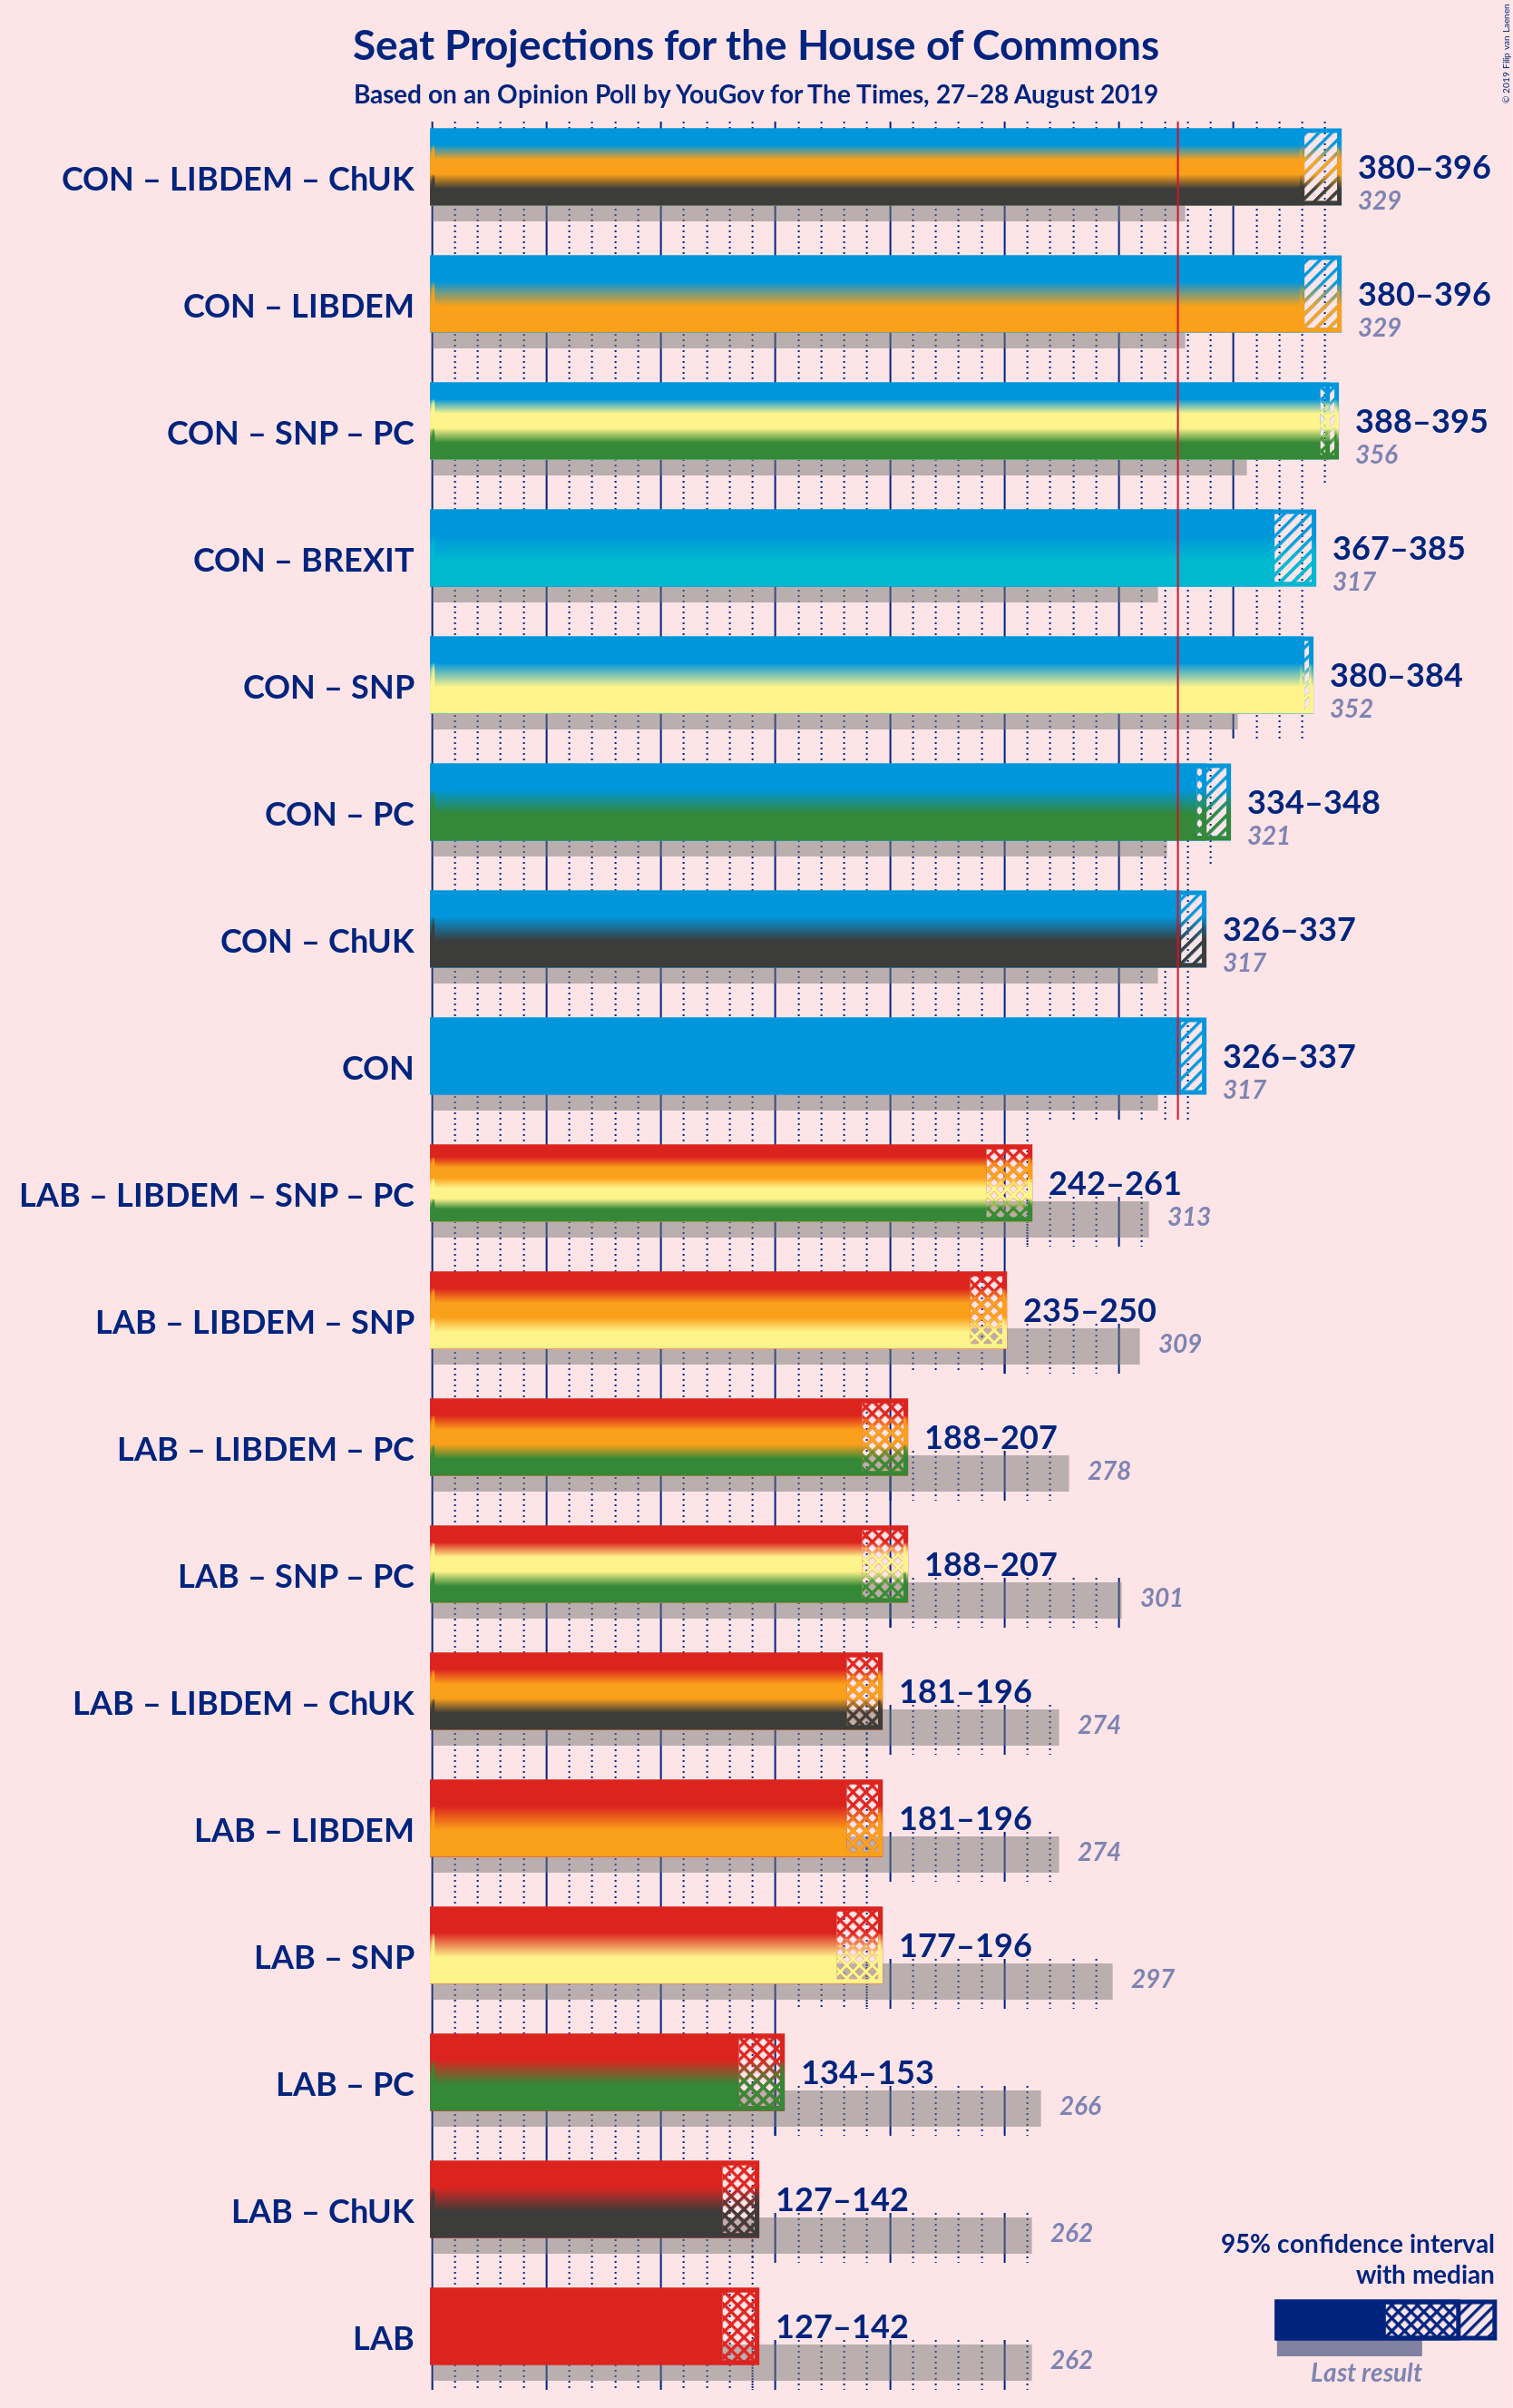 © 2019 Filip van Laenen
Seat Projections for the House of Commons
Based on an Opinion Poll by YouGov for The Times, 27–28 August 2019
CON – LIBDEM – ChUK
380–396
329
CON – LIBDEM
380–396
329
CON – SNP – PC
388–395
356
CON – BREXIT
367–385
317
CON – SNP
380–384
352
CON – PC
334–348
321
CON – ChUK
326–337
317
CON
326–337
317
LAB – LIBDEM – SNP – PC
242–261
313
LAB – LIBDEM – SNP
235–250
309
LAB – LIBDEM – PC
188–207
278
LAB – SNP – PC
188–207
301
LAB – LIBDEM – ChUK
181–196
274
LAB – LIBDEM
181–196
274
LAB – SNP
177–196
297
LAB – PC
134–153
266
LAB – ChUK
127–142
262
LAB
127–142
262
95% confidence interval
with median
Last result